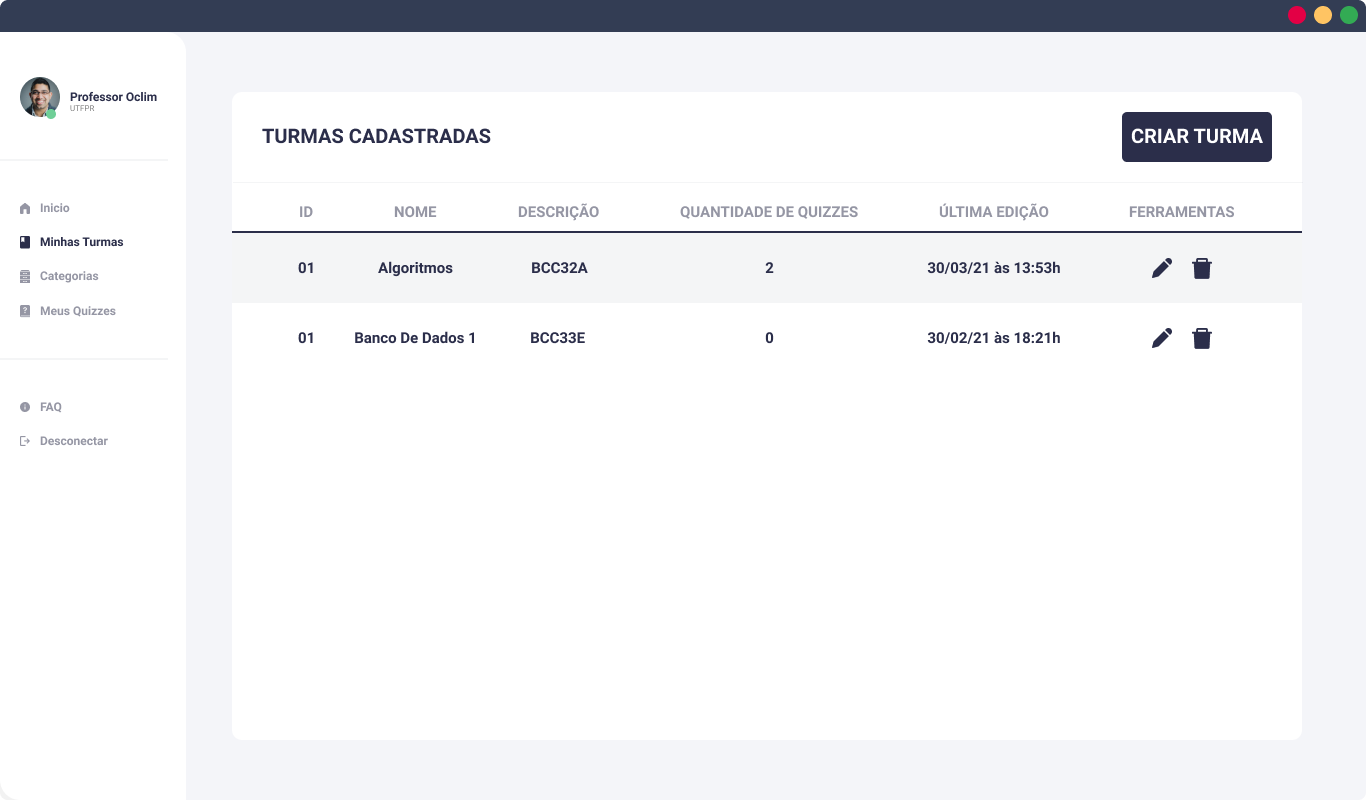 Professor Oclim
UTFPR
Inicio
Minhas Turmas
Categorias
Meus Quizzes
FAQ
Desconectar
TURMAS CADASTRADAS
CRIAR TURMA
ID NOME DESCRIÇÃO QUANTIDADE DE QUIZZES ÚLTIMA EDIÇÃO FERRAMENTAS
01 Algoritmos BCC32A 2 30/03/21 às 13:53h
01 Banco De Dados 1 BCC33E 0 30/02/21 às 18:21h